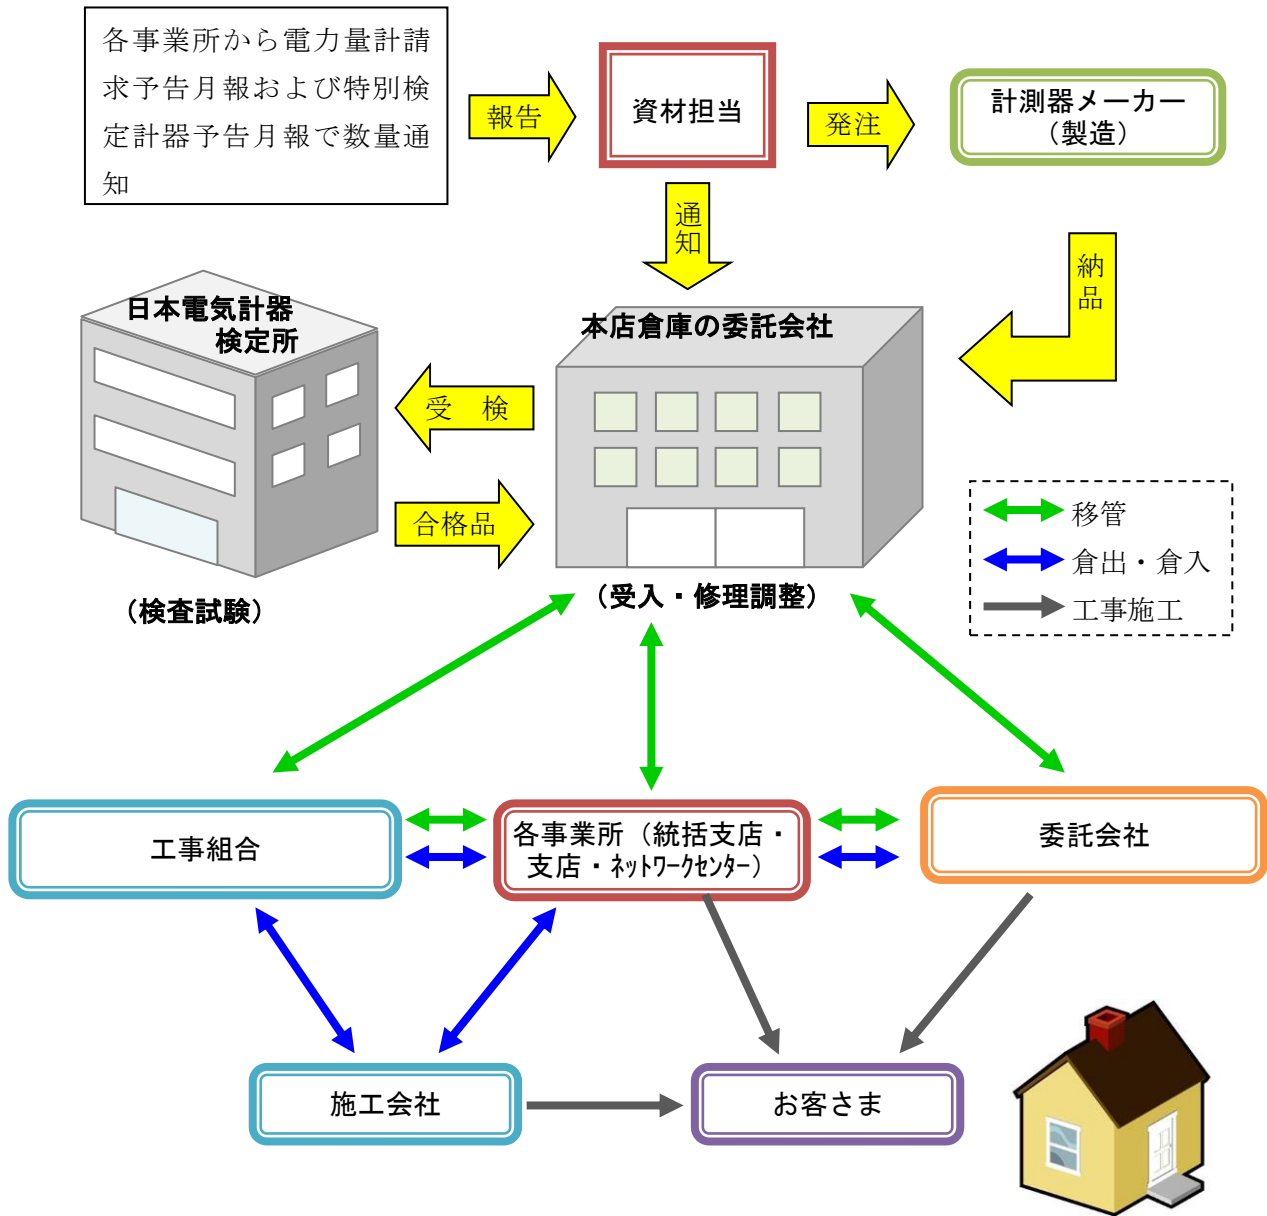 各事業所から電力量計請
求予告月報および特別検
定計器予告月報で数量通
知
報告
資材担当
発注
計測器メーカー
（製造）
通知
納品
日本電気計器
検定所
本店倉庫の委託会社
受　検
合格品
（検査試験）
（受入・修理調整）
移管
倉出・倉入
工事施工
工事組合
各事業所（統括支店・
支店・ﾈｯﾄﾜｰｸｾﾝﾀｰ）
委託会社
施工会社
お客さま